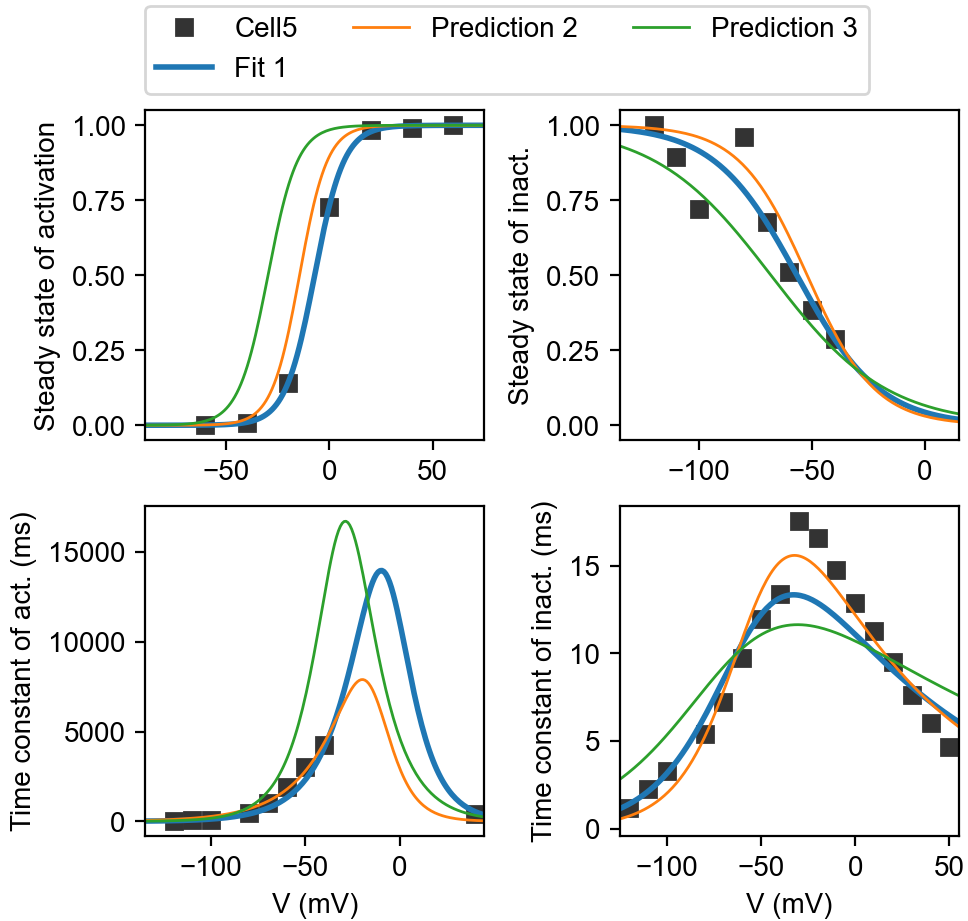 Cell5 Prediction 2 Prediction 3
Fit 1
Steady state of activation
1.00
0.75
0.50
0.25
0.00
−50 0 50
Steady state of inact.
1.00
0.75
0.50
0.25
0.00
−100 −50 0
Time constant of act. (ms)
15000
10000
5000
0
−100 −50 0
V (mV)
Time constant of inact. (ms)
15
10
5
0
−100 −50 0 50
V (mV)